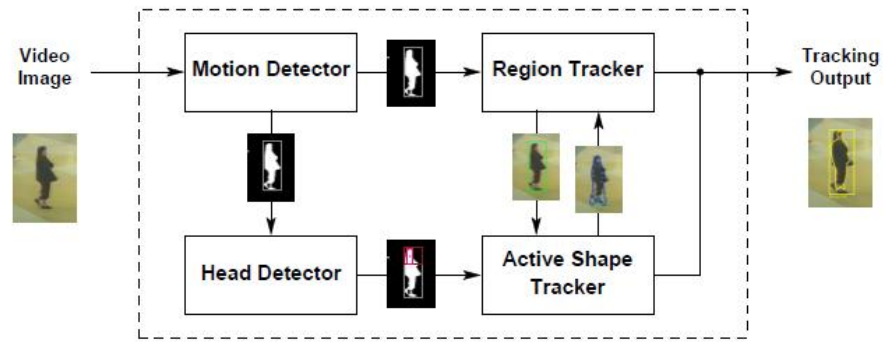 Video
Image
Motion Detector
Region Tracker
Tracking
Output
Head Detector
Active Shape
Tracker